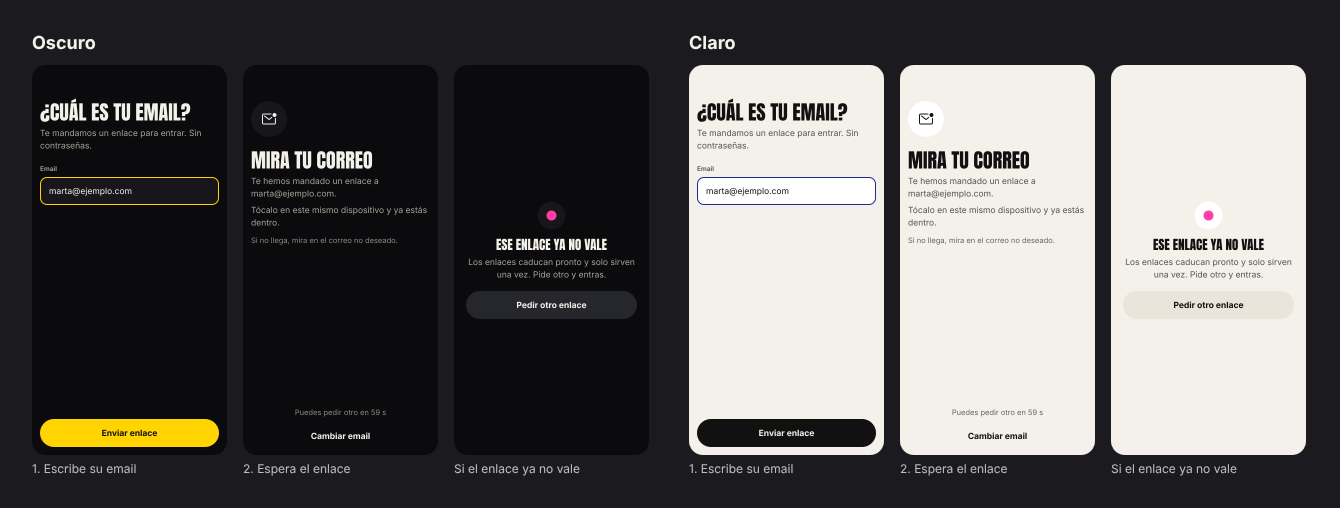 Oscuro
¿CUÁL ES TU EMAIL?
Te mandamos un enlace para entrar. Sin
contraseñas.
Email
marta@ejemplo.com
Enviar enlace
1. Escribe su email
MIRA TU CORREO
Te hemos mandado un enlace a
marta@ejemplo.com.
Tócalo en este mismo dispositivo y ya estás
dentro.
Si no llega, mira en el correo no deseado.
Puedes pedir otro en 59 s
Cambiar email
2. Espera el enlace
ESE ENLACE YA NO VALE
Los enlaces caducan pronto y solo sirven
una vez. Pide otro y entras.
Pedir otro enlace
Si el enlace ya no vale
Claro
¿CUÁL ES TU EMAIL?
Te mandamos un enlace para entrar. Sin
contraseñas.
Email
marta@ejemplo.com
Enviar enlace
1. Escribe su email
MIRA TU CORREO
Te hemos mandado un enlace a
marta@ejemplo.com.
Tócalo en este mismo dispositivo y ya estás
dentro.
Si no llega, mira en el correo no deseado.
Puedes pedir otro en 59 s
Cambiar email
2. Espera el enlace
ESE ENLACE YA NO VALE
Los enlaces caducan pronto y solo sirven
una vez. Pide otro y entras.
Pedir otro enlace
Si el enlace ya no vale